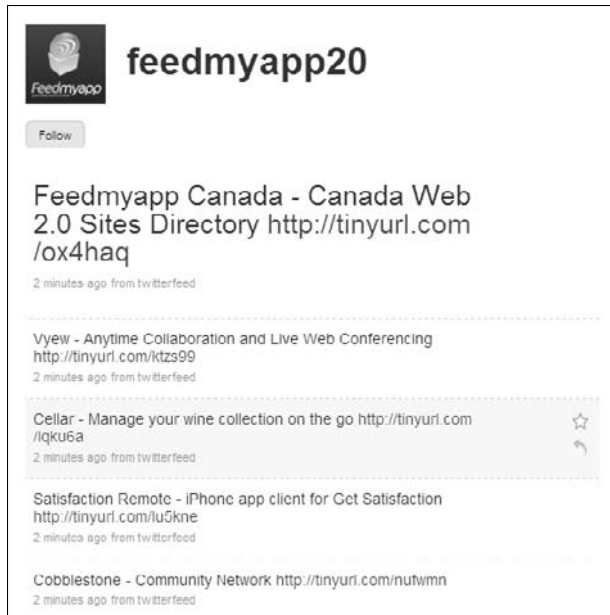 Feedmyapp
feedmyapp20
Follow
Feedmyapp Canada - Canada Web
2.0 Sites Directory http://tinyurl.com
/ox4haq
2 minutes ago from twitterfeed
Vyew - Anytime Collaboration and Live Web Conferencing
http://tinyurl.com/ktzs99
2 minutes ago from twitterfeed
Cellar - Manage your wine collection on the go http://tinyurl.com
/lqku6a
2 minutes ago from twitterfeed
Satisfaction Remote - iPhone app client for Get Satisfaction
http://tinyurl.com/lu5kne
2 minutes ago from twitterfeed
Cobblestone - Community Network http://tinyurl.com/nufwmn
2 minutes ago from twitterfeed